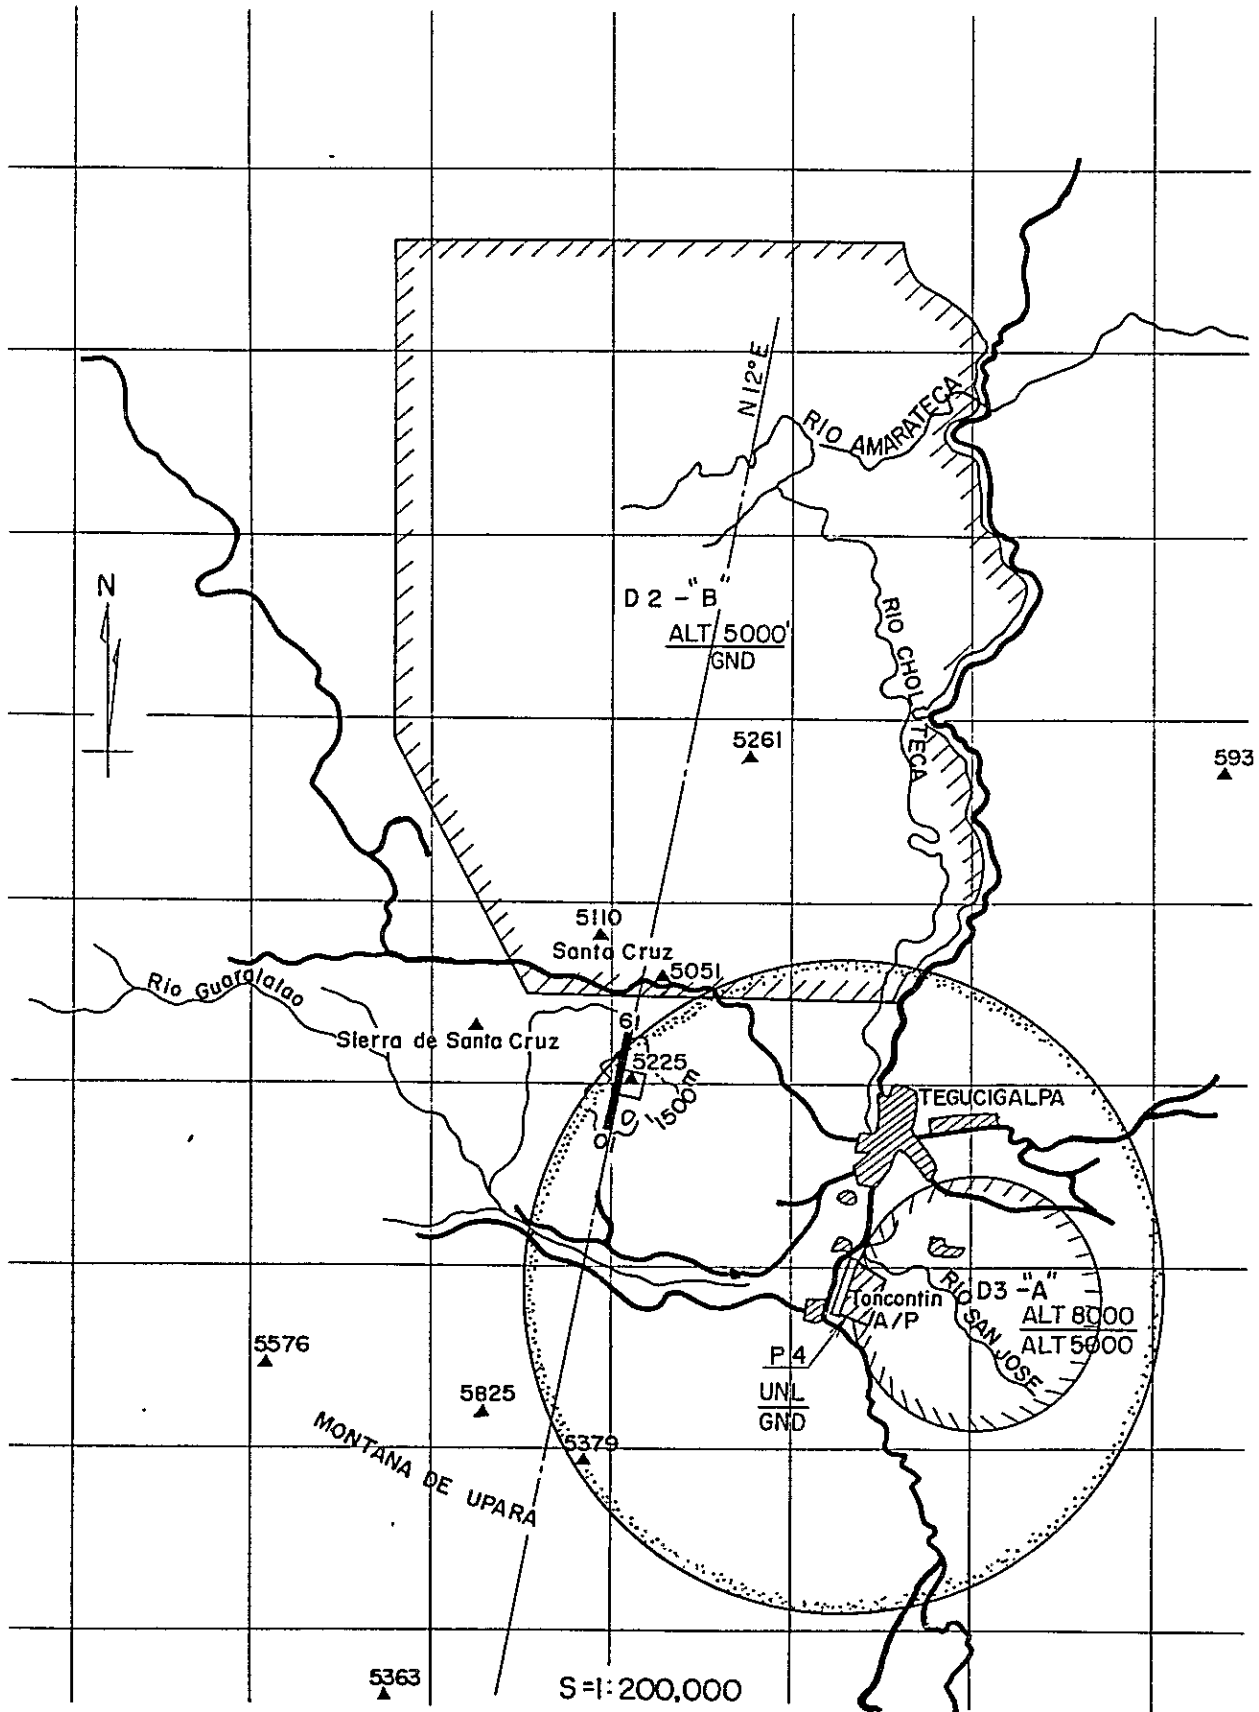 N 12° E
RIO AMARATECA
N
D 2 - "B"
ALT 5000'
GND
RIO CHOLUTECA
5261
593
5110
Santa Cruz
5051
Rio Guaralalao
Sierra de Santa Cruz
6
5225
1500m
0
TEGUCIGALPA
Toncontin
A/P
RIO SAN JOSE
D3 - "A"
ALT 8000
ALT 5000
P 4
UNL
GND
5576
5825
5379
MONTANA DE UPARA
5363
S=1:200,000